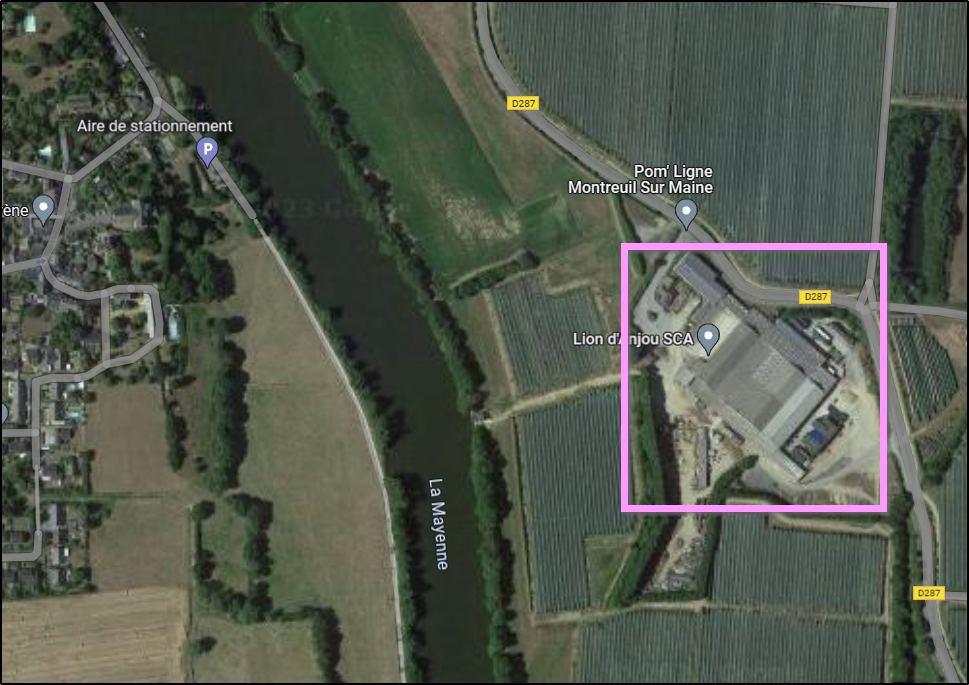 D287
Aire de stationnement
P
Pom' Ligne
Montreuil Sur Maine
ène
D287
Lion d'Anjou SCA
La Mayenne
D287